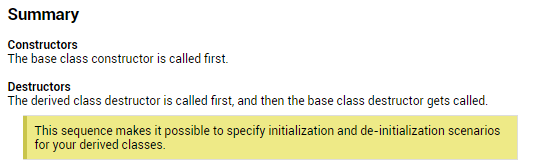 Summary
Constructors
The base class constructor is called first.
Destructors
The derived class destructor is called first, and then the base class destructor gets called.
This sequence makes it possible to specify initialization and de-initialization scenarios
for your derived classes.